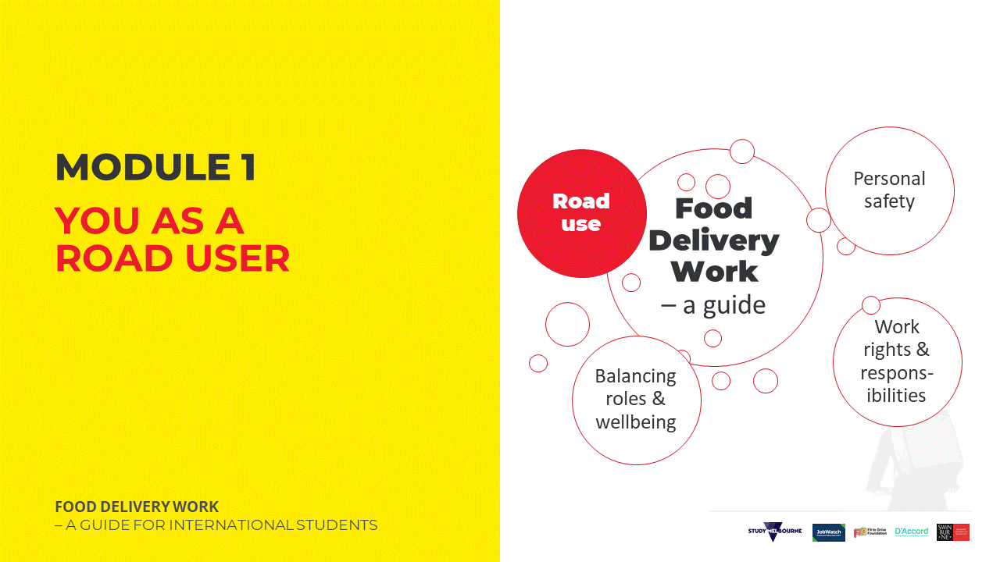 MODULE 1
YOU AS A
ROAD USER
FOOD DELIVERY WORK
– A GUIDE FOR INTERNATIONAL STUDENTS
Road
use
Food
Delivery
Work
– a guide
Personal
safety
Work
rights &
respons-
ibilities
Balancing
roles &
wellbeing
STUDY MELBOURNE
JobWatch
Fit to Drive
Foundation
D'Accord
SWIN
BUR
•NE•